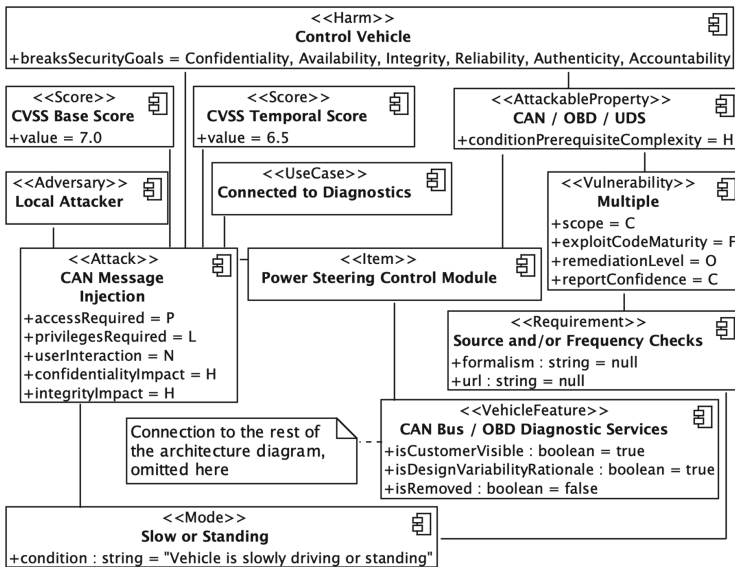 <<Harm>>
Control Vehicle
+breaksSecurityGoals = Confidentiality, Availability, Integrity, Reliability, Authenticity, Accountability
<<Score>>
CVSS Base Score
+value = 7.0
<<Score>>
CVSS Temporal Score
+value = 6.5
<<AttackableProperty>>
CAN / OBD / UDS
+conditionPrerequisiteComplexity = H
<<Adversary>>
Local Attacker
<<UseCase>>
Connected to Diagnostics
<<Vulnerability>>
Multiple
+scope = C
+exploitCodeMaturity = F
+remediationLevel = O
+reportConfidence = C
<<Attack>>
CAN Message
Injection
+accessRequired = P
+privilegesRequired = L
+userInteraction = N
+confidentialityImpact = H
+integrityImpact = H
<<Item>>
Power Steering Control Module
<<Requirement>>
Source and/or Frequency Checks
+formalism : string = null
+url : string = null
<<VehicleFeature>>
CAN Bus / OBD Diagnostic Services
+isCustomerVisible : boolean = true
+isDesignVariabilityRationale : boolean = true
+isRemoved : boolean = false
Connection to the rest of
the architecture diagram,
omitted here
<<Mode>>
Slow or Standing
+condition : string = "Vehicle is slowly driving or standing"